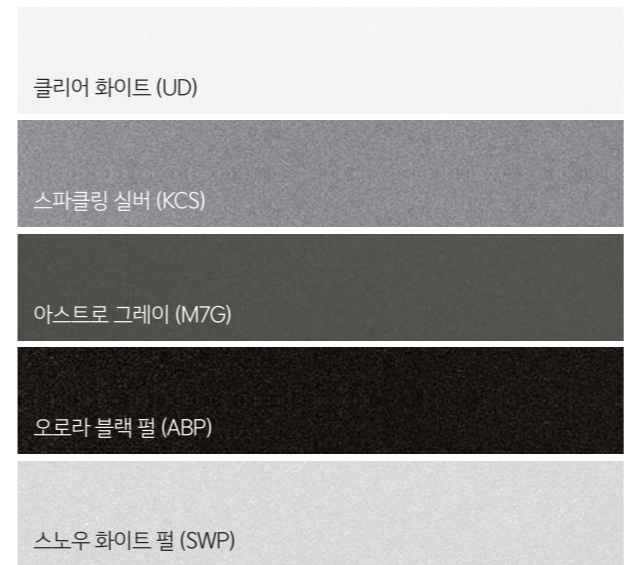 클리어 화이트 (UD)
스파클링 실버 (KCS)
아스트로 그레이 (M7G)
오로라 블랙 펄 (ABP)
스노우 화이트 펄 (SWP)